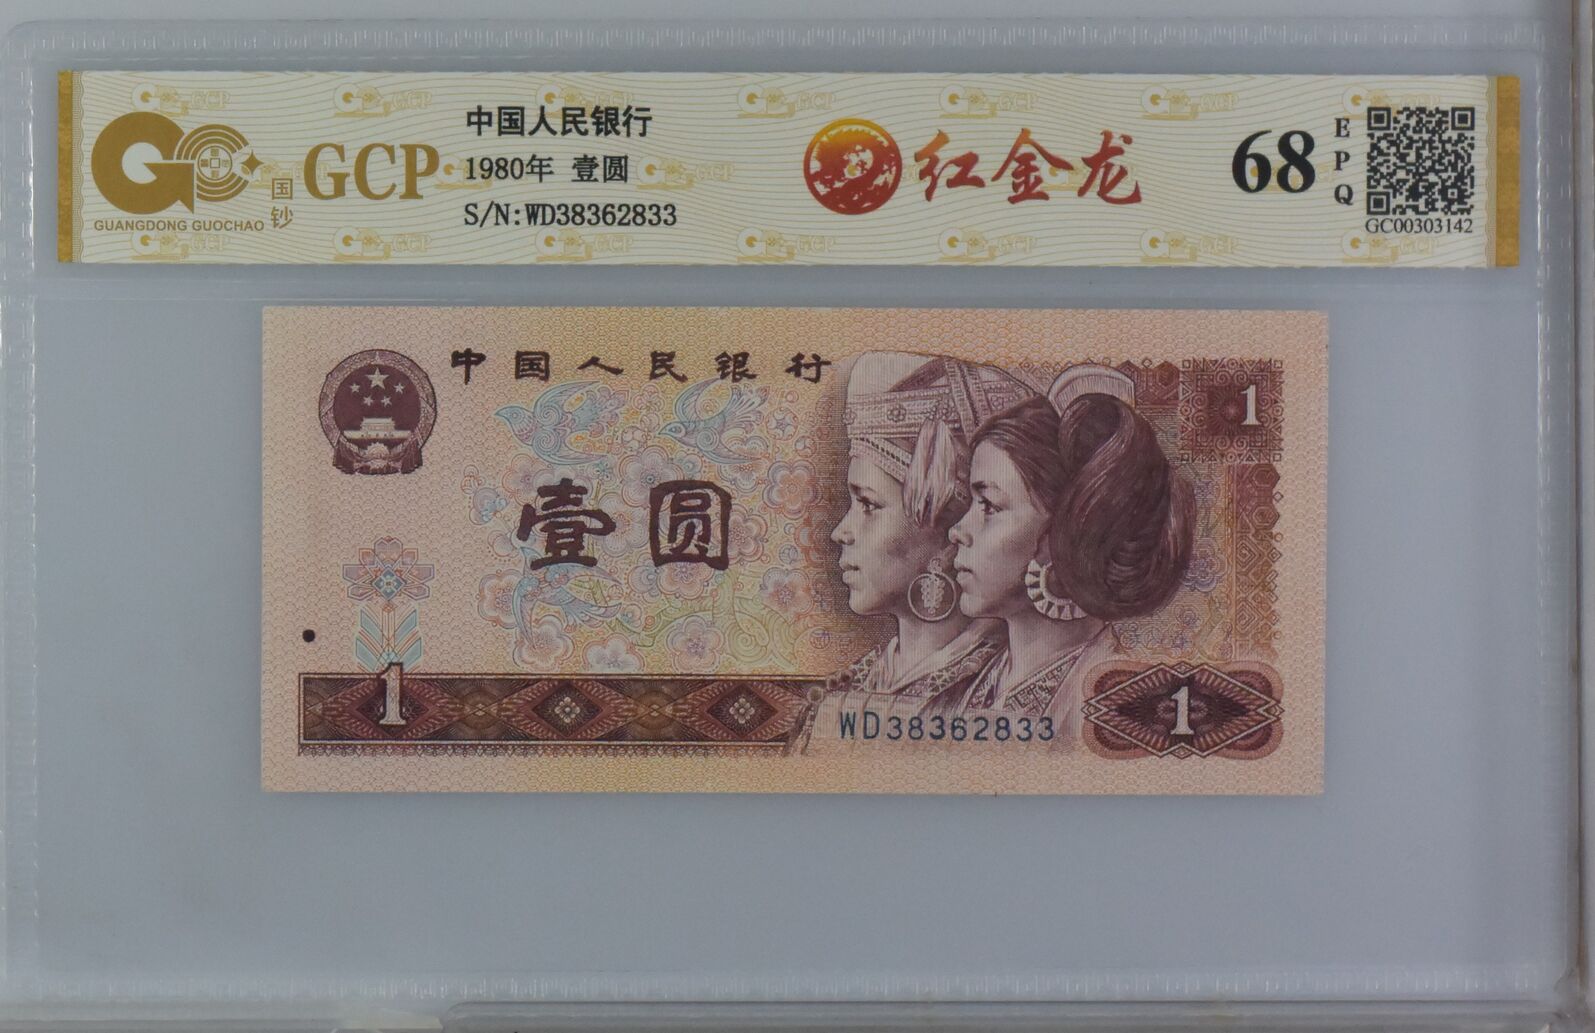 GUANGDONG GUOCHAO
国钞
GCP
中国人民银行
1980年 壹圆
S/N:WD38362833
红金龙
68
EPQ
GC00303142
中国人民银行
1
壹圆
1
WD38362833
1